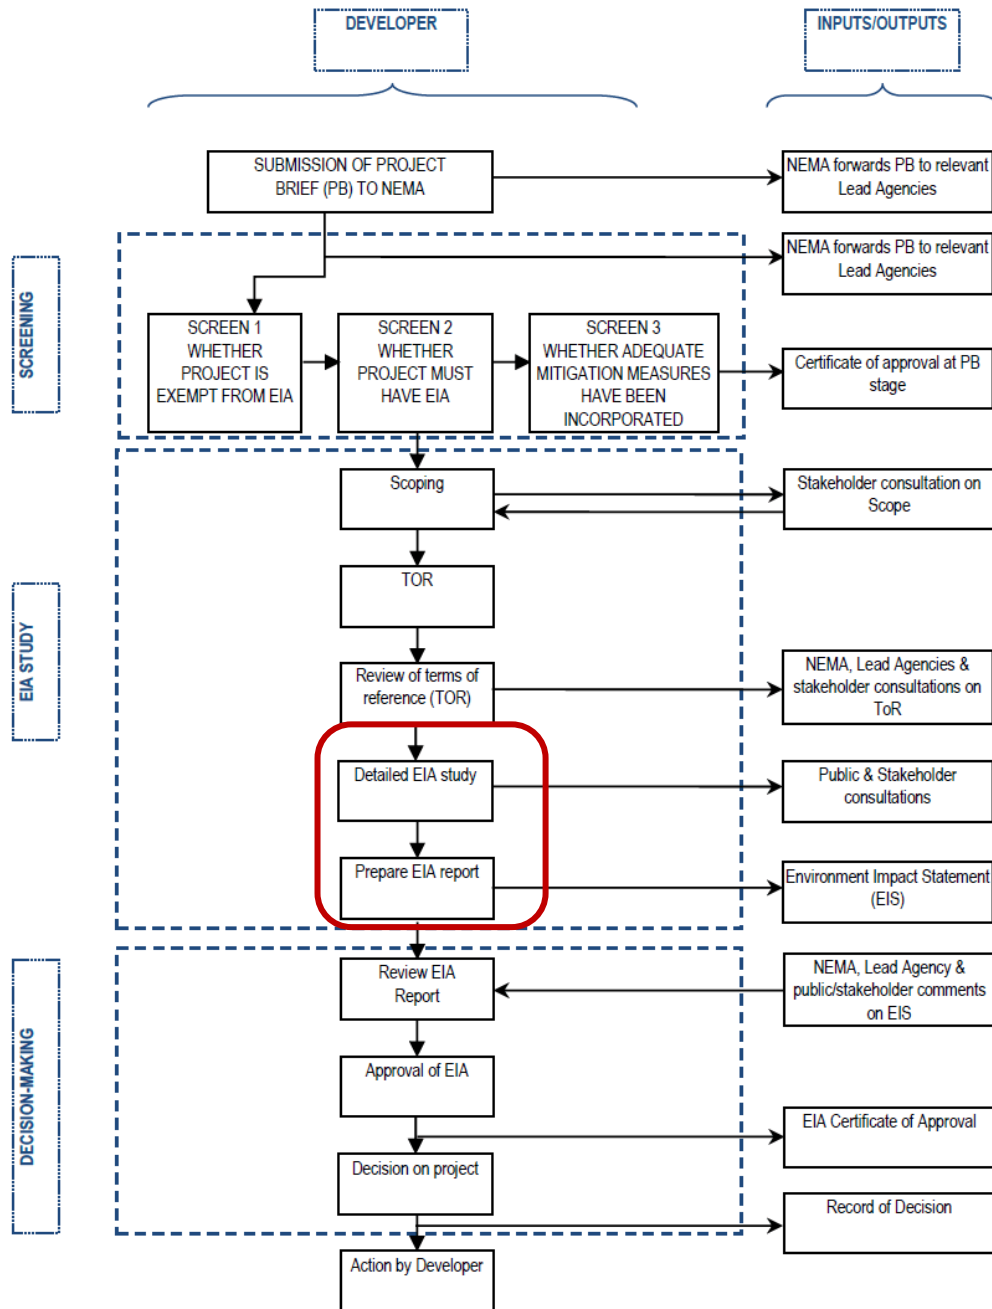 DEVELOPER
INPUTS/OUTPUTS
SUBMISSION OF PROJECT
BRIEF (PB) TO NEMA
NEMA forwards PB to relevant
Lead Agencies
NEMA forwards PB to relevant
Lead Agencies
SCREENING
SCREEN 1
WHETHER
PROJECT IS
EXEMPT FROM EIA
SCREEN 2
WHETHER
PROJECT MUST
HAVE EIA
SCREEN 3
WHETHER ADEQUATE
MITIGATION MEASURES
HAVE BEEN
INCORPORATED
Certificate of approval at PB
stage
EIA STUDY
Scoping
Stakeholder consultation on
Scope
TOR
Review of terms of
reference (TOR)
NEMA, Lead Agencies &
stakeholder consultations on
ToR
Detailed EIA study
Public & Stakeholder
consultations
Prepare EIA report
Environment Impact Statement
(EIS)
DECISION-MAKING
Review EIA
Report
NEMA, Lead Agency &
public/stakeholder comments
on EIS
Approval of EIA
EIA Certificate of Approval
Decision on project
Record of Decision
Action by Developer